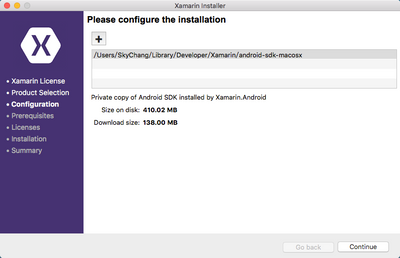 Xamarin Installer
Please configure the installation
+
/Users/SkyChang/Library/Developer/Xamarin/android-sdk-macosx
Xamarin License
Product Selection
Configuration
Prerequisites
Licenses
Installation
Summary
Private copy of Android SDK installed by Xamarin.Android
Size on disk: 410.02 MB
Download size: 138.00 MB
Go back Continue